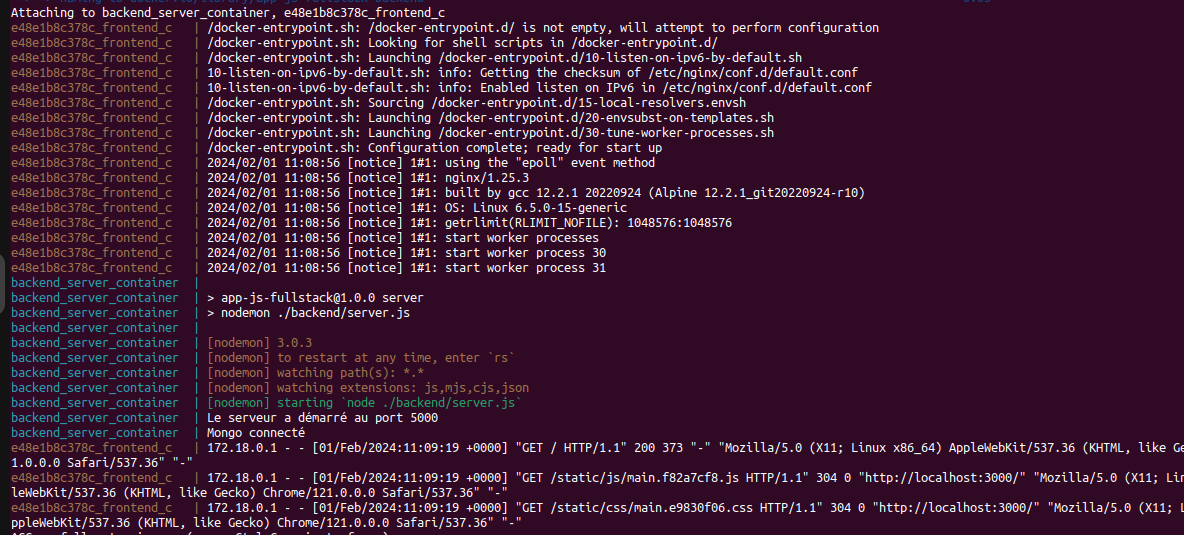 Attaching to backend_server_container, e48e1b8c378c_frontend_c
e48e1b8c378c_frontend_c | /docker-entrypoint.sh: /docker-entrypoint.d/ is not empty, will attempt to perform configuration
e48e1b8c378c_frontend_c | /docker-entrypoint.sh: Looking for shell scripts in /docker-entrypoint.d/
e48e1b8c378c_frontend_c | /docker-entrypoint.sh: Launching /docker-entrypoint.d/10-listen-on-ipv6-by-default.sh
e48e1b8c378c_frontend_c | 10-listen-on-ipv6-by-default.sh: info: Getting the checksum of /etc/nginx/conf.d/default.conf
e48e1b8c378c_frontend_c | 10-listen-on-ipv6-by-default.sh: info: Enabled listen on IPv6 in /etc/nginx/conf.d/default.conf
e48e1b8c378c_frontend_c | /docker-entrypoint.sh: Sourcing /docker-entrypoint.d/15-local-resolvers.envsh
e48e1b8c378c_frontend_c | /docker-entrypoint.sh: Launching /docker-entrypoint.d/20-envsubst-on-templates.sh
e48e1b8c378c_frontend_c | /docker-entrypoint.sh: Launching /docker-entrypoint.d/30-tune-worker-processes.sh
e48e1b8c378c_frontend_c | /docker-entrypoint.sh: Configuration complete; ready for start up
e48e1b8c378c_frontend_c | 2024/02/01 11:08:56 [notice] 1#1: using the "epoll" event method
e48e1b8c378c_frontend_c | 2024/02/01 11:08:56 [notice] 1#1: nginx/1.25.3
e48e1b8c378c_frontend_c | 2024/02/01 11:08:56 [notice] 1#1: built by gcc 12.2.1 20220924 (Alpine 12.2.1_git20220924-r10)
e48e1b8c378c_frontend_c | 2024/02/01 11:08:56 [notice] 1#1: OS: Linux 6.5.0-15-generic
e48e1b8c378c_frontend_c | 2024/02/01 11:08:56 [notice] 1#1: getrlimit(RLIMIT_NOFILE): 1048576:1048576
e48e1b8c378c_frontend_c | 2024/02/01 11:08:56 [notice] 1#1: start worker processes
e48e1b8c378c_frontend_c | 2024/02/01 11:08:56 [notice] 1#1: start worker process 30
e48e1b8c378c_frontend_c | 2024/02/01 11:08:56 [notice] 1#1: start worker process 31
backend_server_container |
backend_server_container | > app-js-fullstack@1.0.0 server
backend_server_container | > nodemon ./backend/server.js
backend_server_container |
backend_server_container | [nodemon] 3.0.3
backend_server_container | [nodemon] to restart at any time, enter `rs`
backend_server_container | [nodemon] watching path(s): *.*
backend_server_container | [nodemon] watching extensions: js,mjs,cjs,json
backend_server_container | [nodemon] starting `node ./backend/server.js`
backend_server_container | Le serveur a démarré au port 5000
backend_server_container | Mongo connecté
e48e1b8c378c_frontend_c | 172.18.0.1 - - [01/Feb/2024:11:09:19 +0000] "GET / HTTP/1.1" 200 373 "-" "Mozilla/5.0 (X11; Linux x86_64) AppleWebKit/537.36 (KHTML, like Ge
1.0.0.0 Safari/537.36" "-"
e48e1b8c378c_frontend_c | 172.18.0.1 - - [01/Feb/2024:11:09:19 +0000] "GET /static/js/main.f82a7cf8.js HTTP/1.1" 304 0 "http://localhost:3000/" "Mozilla/5.0 (X11; Lin
leWebKit/537.36 (KHTML, like Gecko) Chrome/121.0.0.0 Safari/537.36" "-"
e48e1b8c378c_frontend_c | 172.18.0.1 - - [01/Feb/2024:11:09:19 +0000] "GET /static/css/main.e9830f06.css HTTP/1.1" 304 0 "http://localhost:3000/" "Mozilla/5.0 (X11; L
ppleWebKit/537.36 (KHTML, like Gecko) Chrome/121.0.0.0 Safari/537.36" "-"